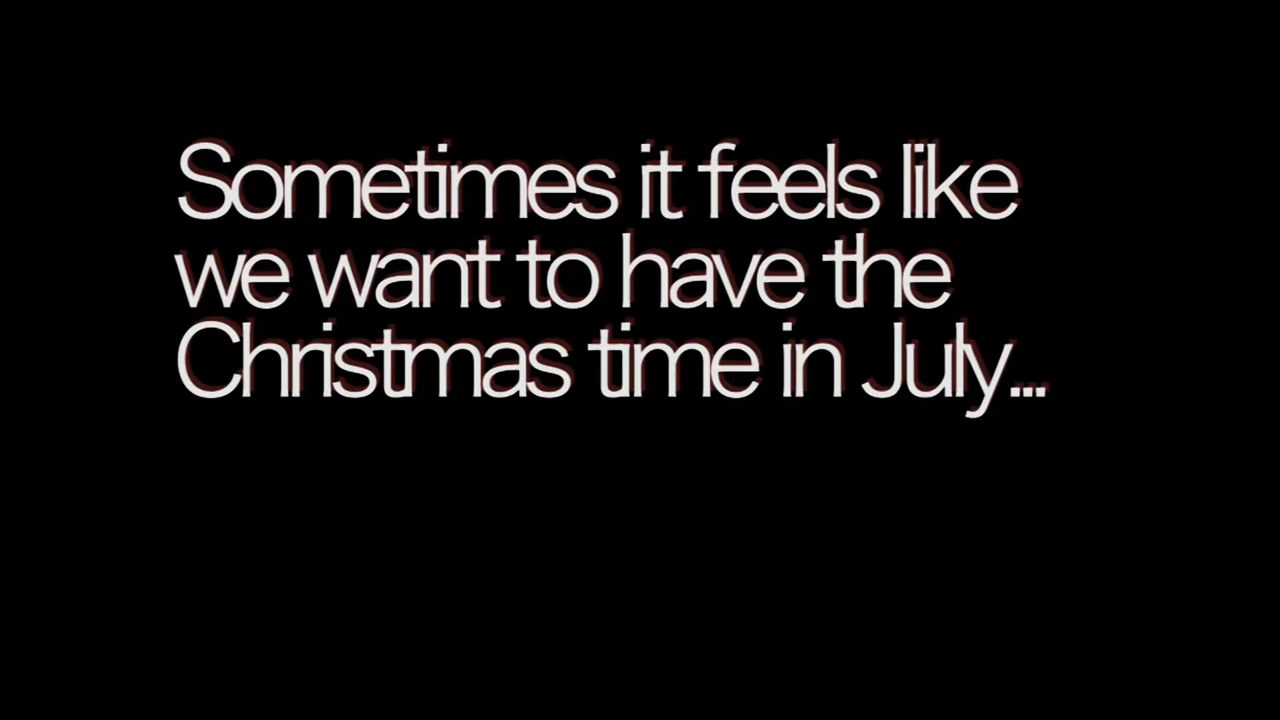 Sometimes it feels like
we want to have the
Christmas time in July...